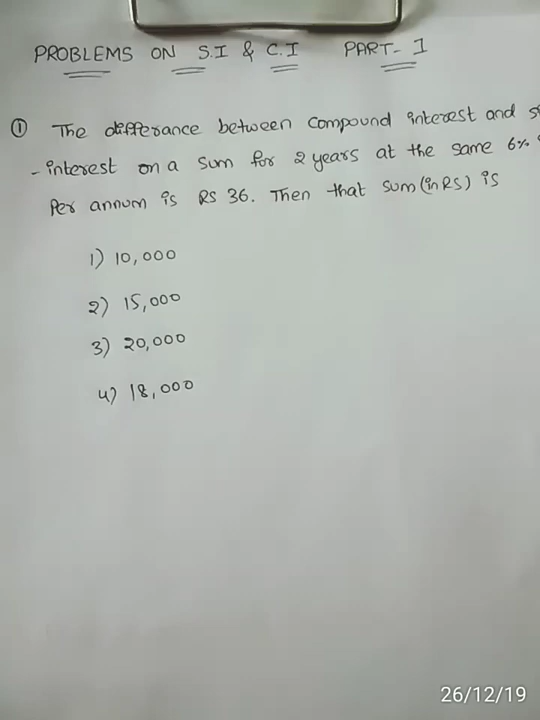 PROBLEMS ON S.I & C.I PART- 1
① The differance between compound interest and
- interest on a sum for 2 years at the same 6%
Per annum is RS 36. Then that sum (in RS) is
1) 10,000
2) 15,000
3) 20,000
4) 18,000
26/12/19